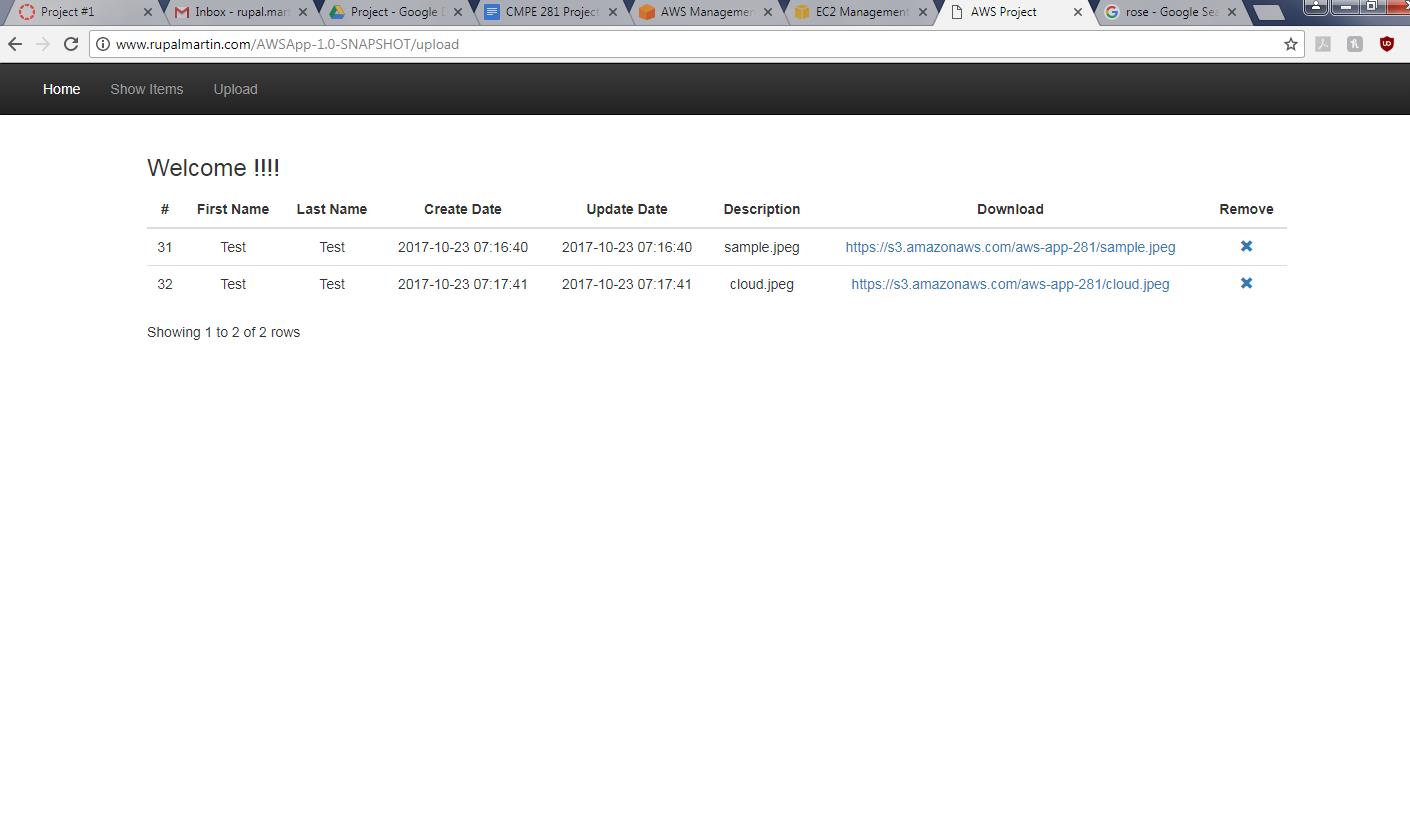 Project #1 Inbox - rupal.mart Project - Google D CMPE 281 Project AWS Managemen EC2 Management AWS Project rose - Google Sea
www.rupalmartin.com/AWSApp-1.0-SNAPSHOT/upload
Home Show Items Upload
Welcome !!!!
# First Name Last Name Create Date Update Date Description Download Remove
31 Test Test 2017-10-23 07:16:40 2017-10-23 07:16:40 sample.jpeg https://s3.amazonaws.com/aws-app-281/sample.jpeg
32 Test Test 2017-10-23 07:17:41 2017-10-23 07:17:41 cloud.jpeg https://s3.amazonaws.com/aws-app-281/cloud.jpeg
Showing 1 to 2 of 2 rows